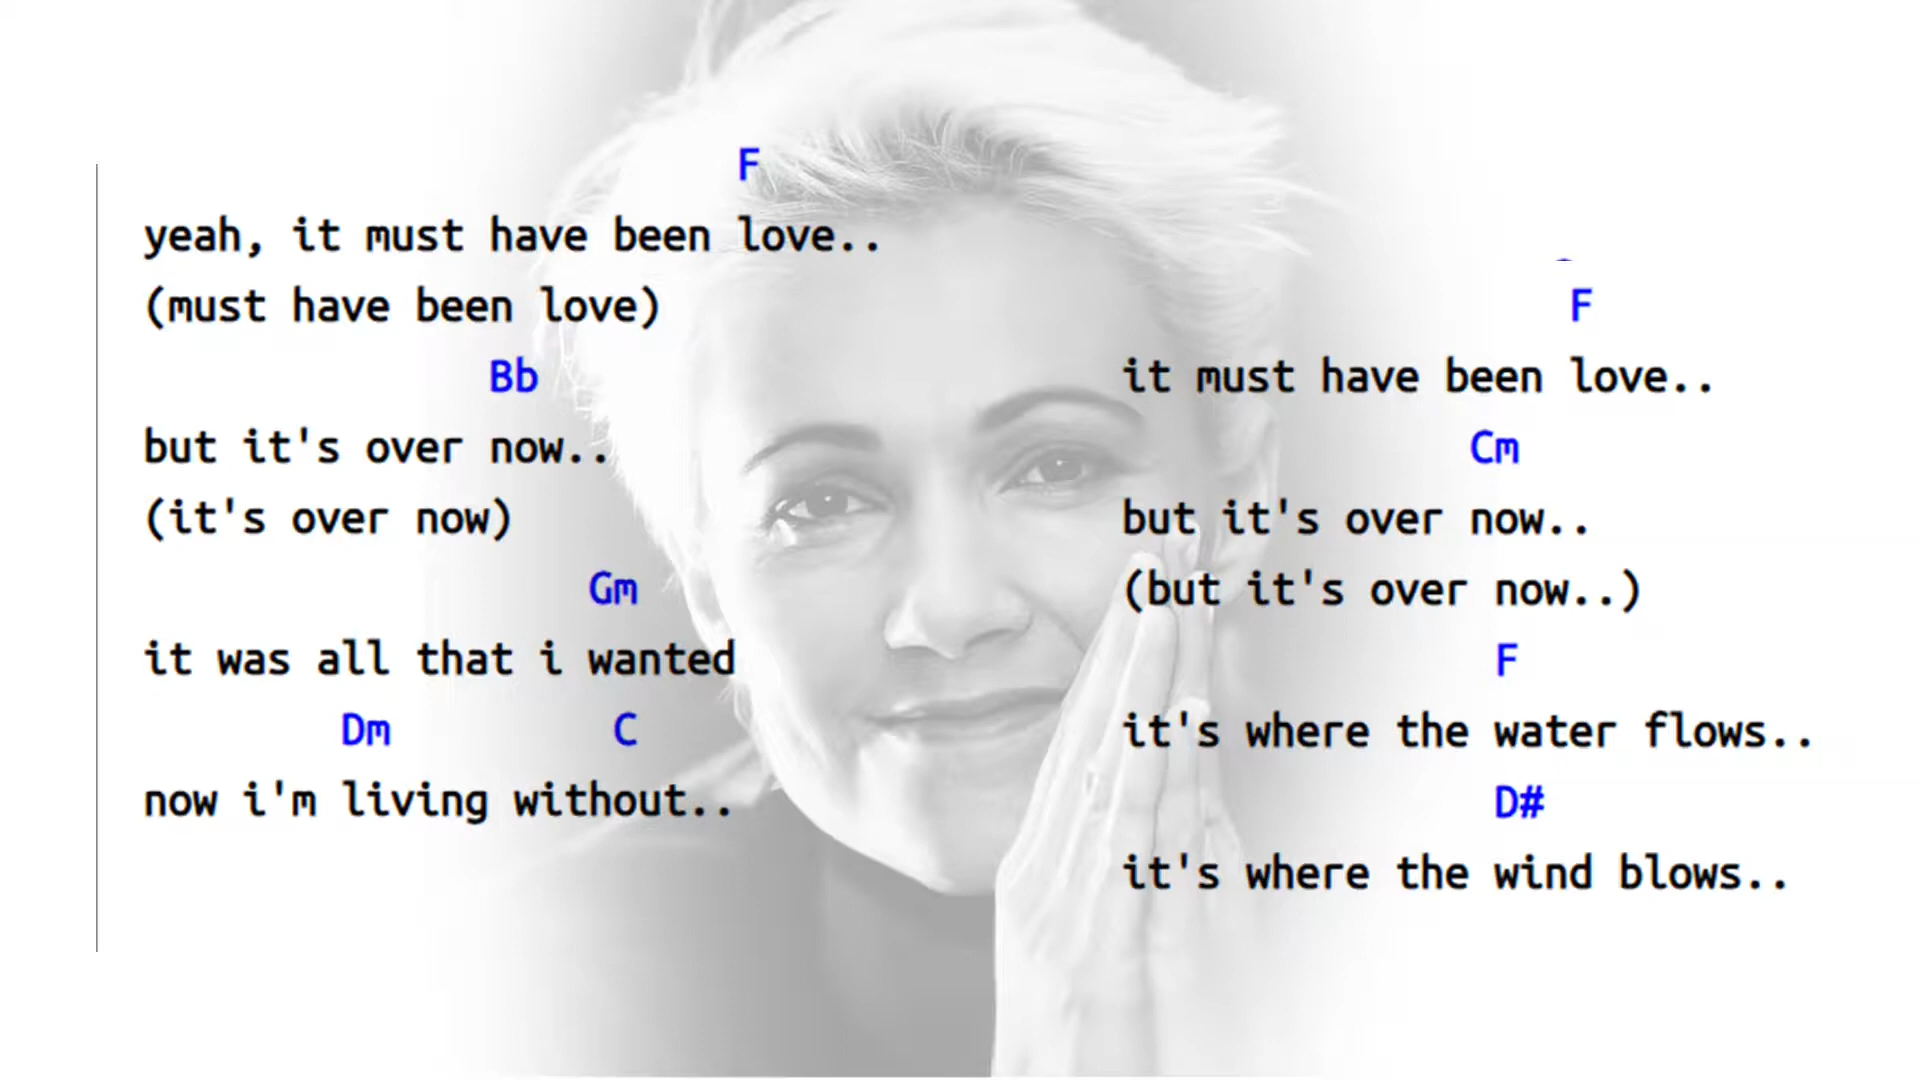 F
yeah, it must have been love..
(must have been love)
Bb
but it's over now..
(it's over now)
Gm
it was all that i wanted
Dm C
now i'm living without..
F
it must have been love..
Cm
but it's over now..
(but it's over now..)
F
it's where the water flows..
D#
it's where the wind blows..